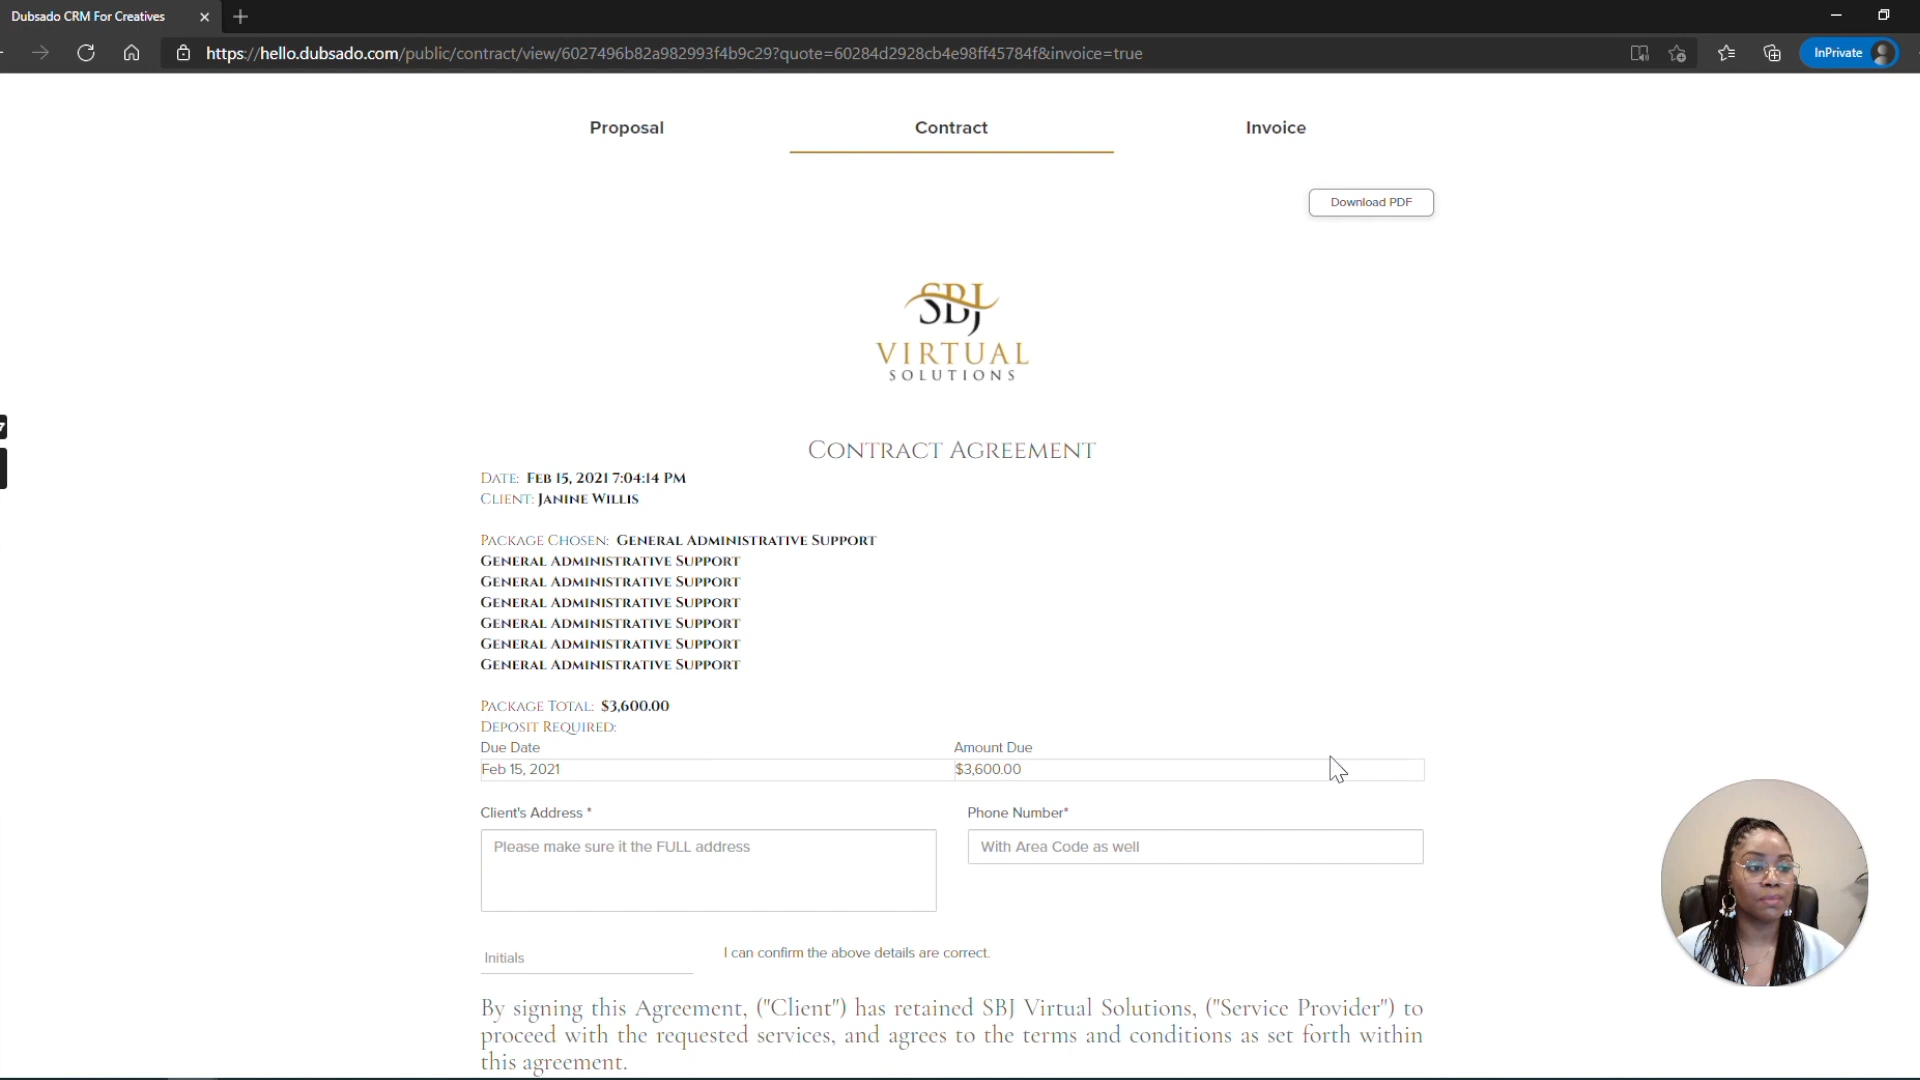 Dubsado CRM For Creatives
https://hello.dubsado.com/public/contract/view/6027496b82a982993f4b9c29?quote=60284d2928cb4e98ff45784f&invoice=true
InPrivate
Proposal Contract Invoice
Download PDF
SBJ
VIRTUAL
SOLUTIONS
CONTRACT AGREEMENT
DATE: FEB 15, 2021 7:04:14 PM
CLIENT: JANINE WILLIS
PACKAGE CHOSEN: GENERAL ADMINISTRATIVE SUPPORT
GENERAL ADMINISTRATIVE SUPPORT
GENERAL ADMINISTRATIVE SUPPORT
GENERAL ADMINISTRATIVE SUPPORT
GENERAL ADMINISTRATIVE SUPPORT
GENERAL ADMINISTRATIVE SUPPORT
GENERAL ADMINISTRATIVE SUPPORT
PACKAGE TOTAL: $3,600.00
DEPOSIT REQUIRED:
Due Date Amount Due
Feb 15, 2021 $3,600.00
Client's Address * Phone Number*
Please make sure it the FULL address With Area Code as well
Initials I can confirm the above details are correct.
By signing this Agreement, ("Client") has retained SBJ Virtual Solutions, ("Service Provider") to
proceed with the requested services, and agrees to the terms and conditions as set forth within
this agreement.